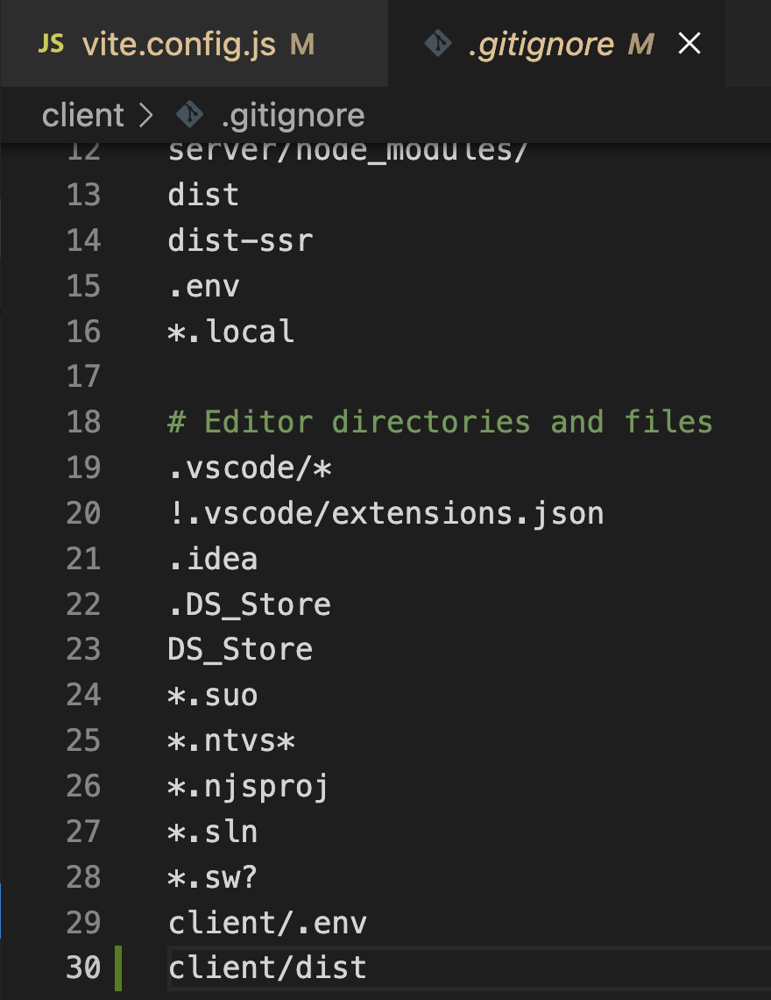 JS vite.config.js M .gitignore M
client > .gitignore
12 server/node_modules/
13 dist
14 dist-ssr
15 .env
16 *.local
17
18 # Editor directories and files
19 .vscode/*
20 !.vscode/extensions.json
21 .idea
22 .DS_Store
23 DS_Store
24 *.suo
25 *.ntvs*
26 *.njsproj
27 *.sln
28 *.sw?
29 client/.env
30 client/dist